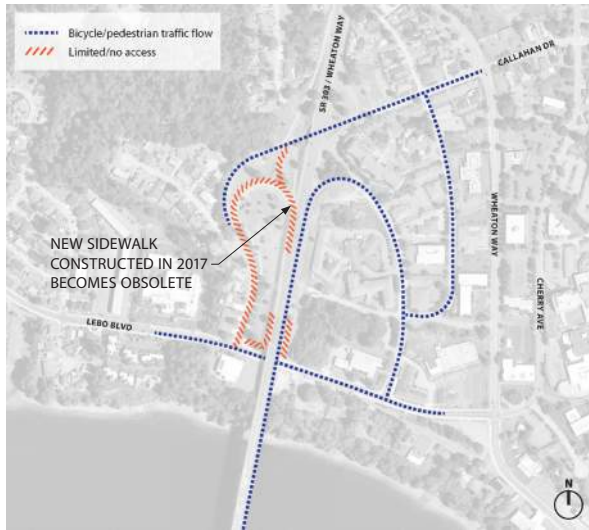 Bicycle/pedestrian traffic flow
Limited/no access
CALLAHAN DR
SR 303 / WHEATON WAY
WHEATON WAY
CHERRY AVE
NEW SIDEWALK
CONSTRUCTED IN 2017
BECOMES OBSOLETE
LEBO BLVD
N